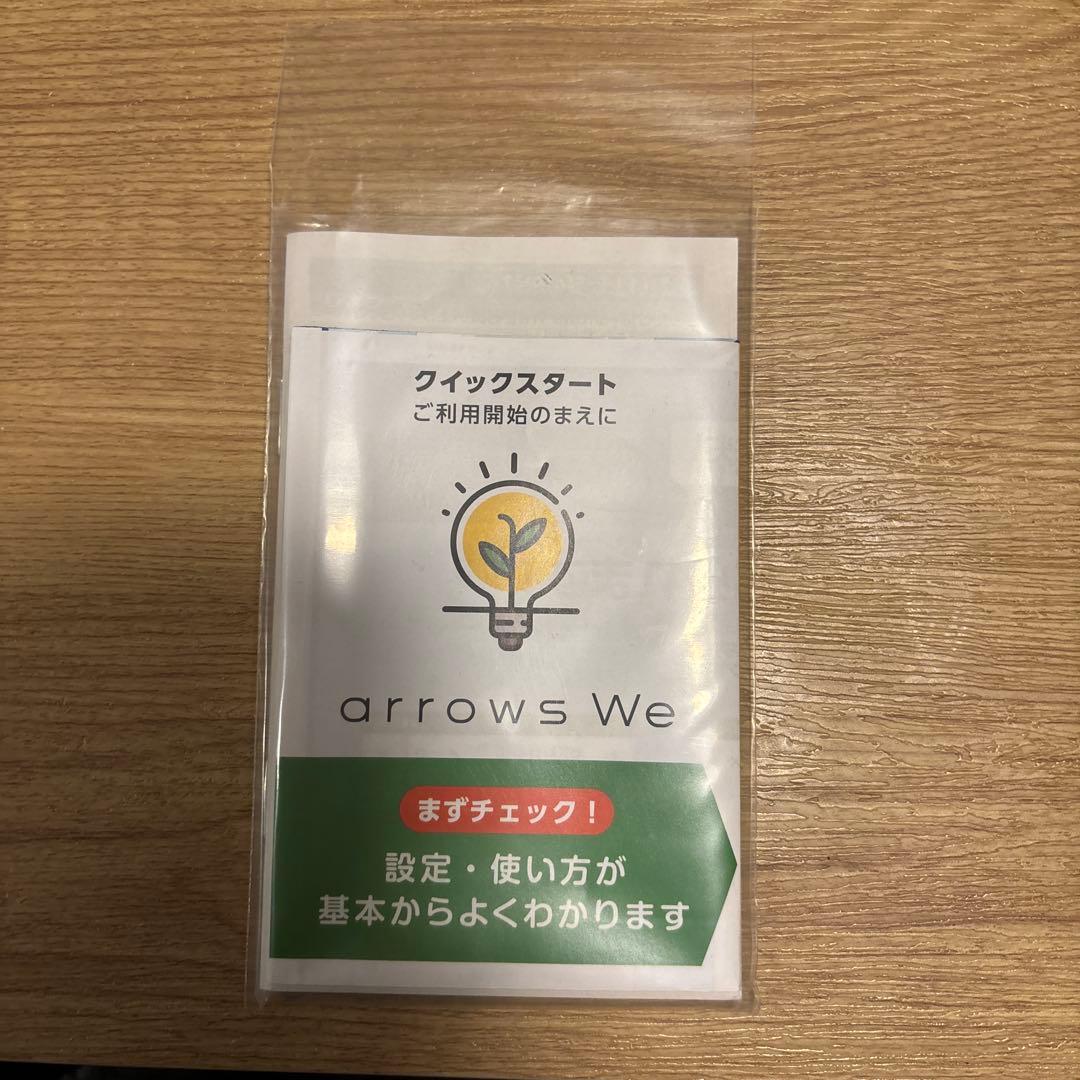 クイックスタート
ご利用開始のまえに
arrows We
まずチェック！
設定・使い方が
基本からよくわかります